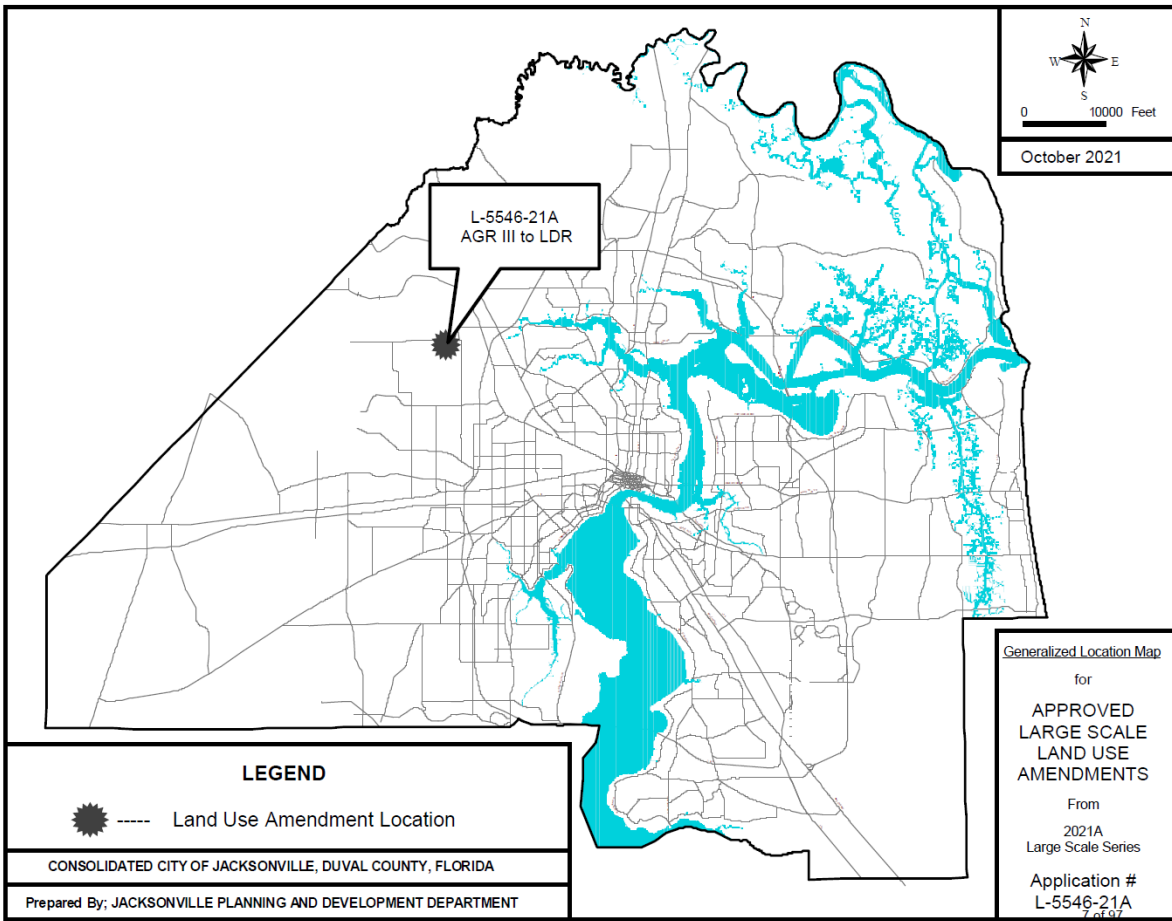 N
W E
S
0 10000 Feet
October 2021
L-5546-21A
AGR III to LDR
Generalized Location Map
for
APPROVED
LARGE SCALE
LAND USE
AMENDMENTS
From
2021A
Large Scale Series
Application #
L-5546-21A
7 of 97
LEGEND
----- Land Use Amendment Location
CONSOLIDATED CITY OF JACKSONVILLE, DUVAL COUNTY, FLORIDA
Prepared By; JACKSONVILLE PLANNING AND DEVELOPMENT DEPARTMENT